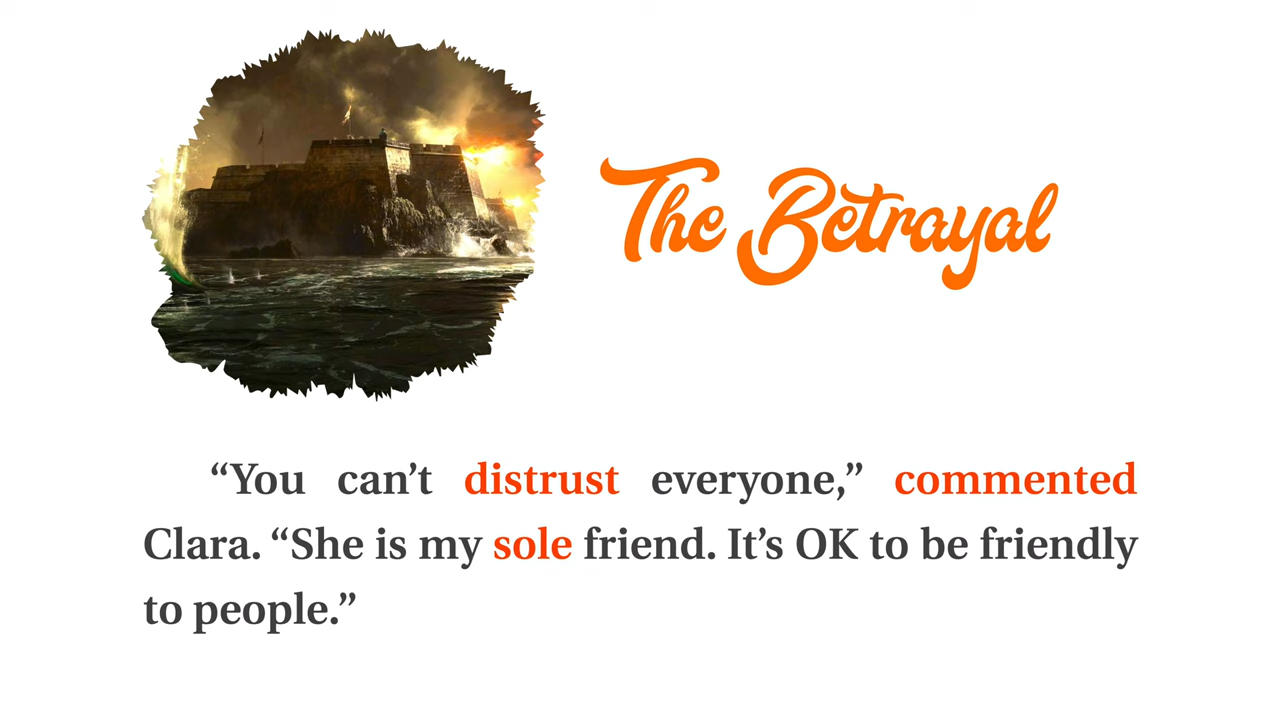 The Betrayal
“You can’t distrust everyone,” commented
Clara. “She is my sole friend. It’s OK to be friendly
to people.”